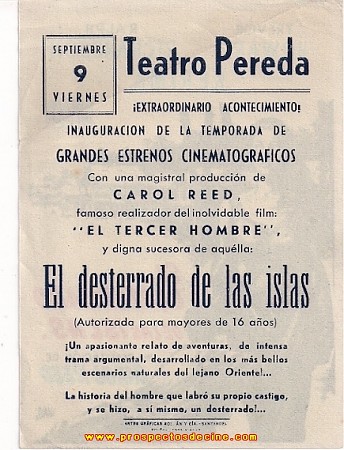 SEPTIEMBRE
9
VIERNES
Teatro Pereda
¡EXTRAORDINARIO ACONTECIMIENTO!
INAUGURACION DE LA TEMPORADA DE
GRANDES ESTRENOS CINEMATOGRAFICOS
Con una magistral producción de
CAROL REED,
famoso realizador del inolvidable film:
"EL TERCER HOMBRE",
y digna sucesora de aquélla:
El desterrado de las islas
(Autorizada para mayores de 16 años)
¡Un apasionante relato de aventuras, de intensa
trama argumental, desarrollado en los más bellos
escenarios naturales del lejano Oriente!...
La historia del hombre que labró su propio castigo,
y se hizo, a sí mismo, un desterrado!...
ARTES GRÁFICAS
www.prospectosdecine.com